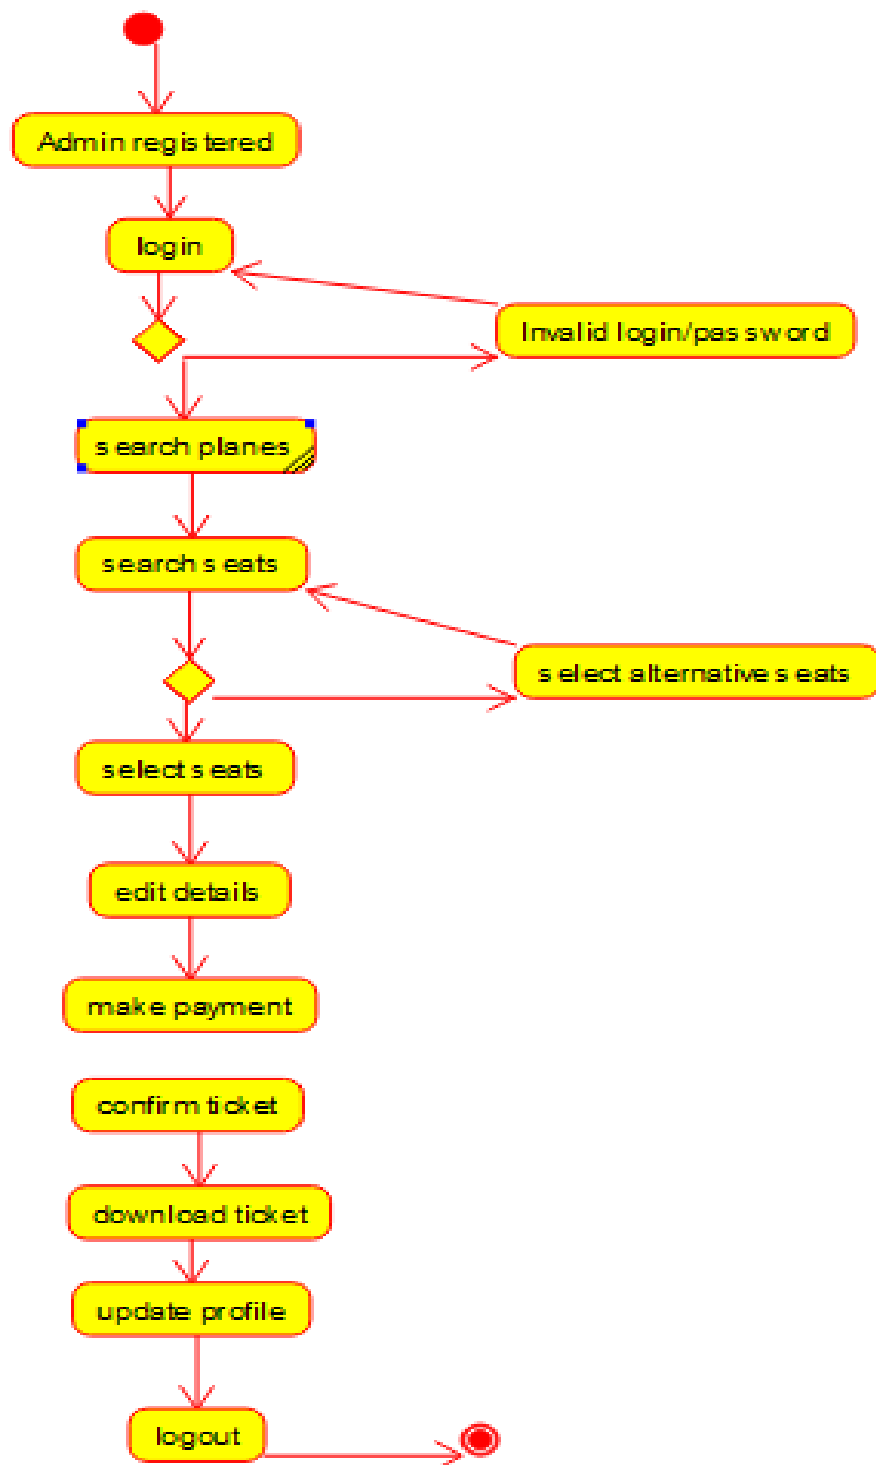 Admin registered
login
Invalid login/password
search planes
search seats
select alternative seats
select seats
edit details
make payment
confirm ticket
download ticket
update profile
logout